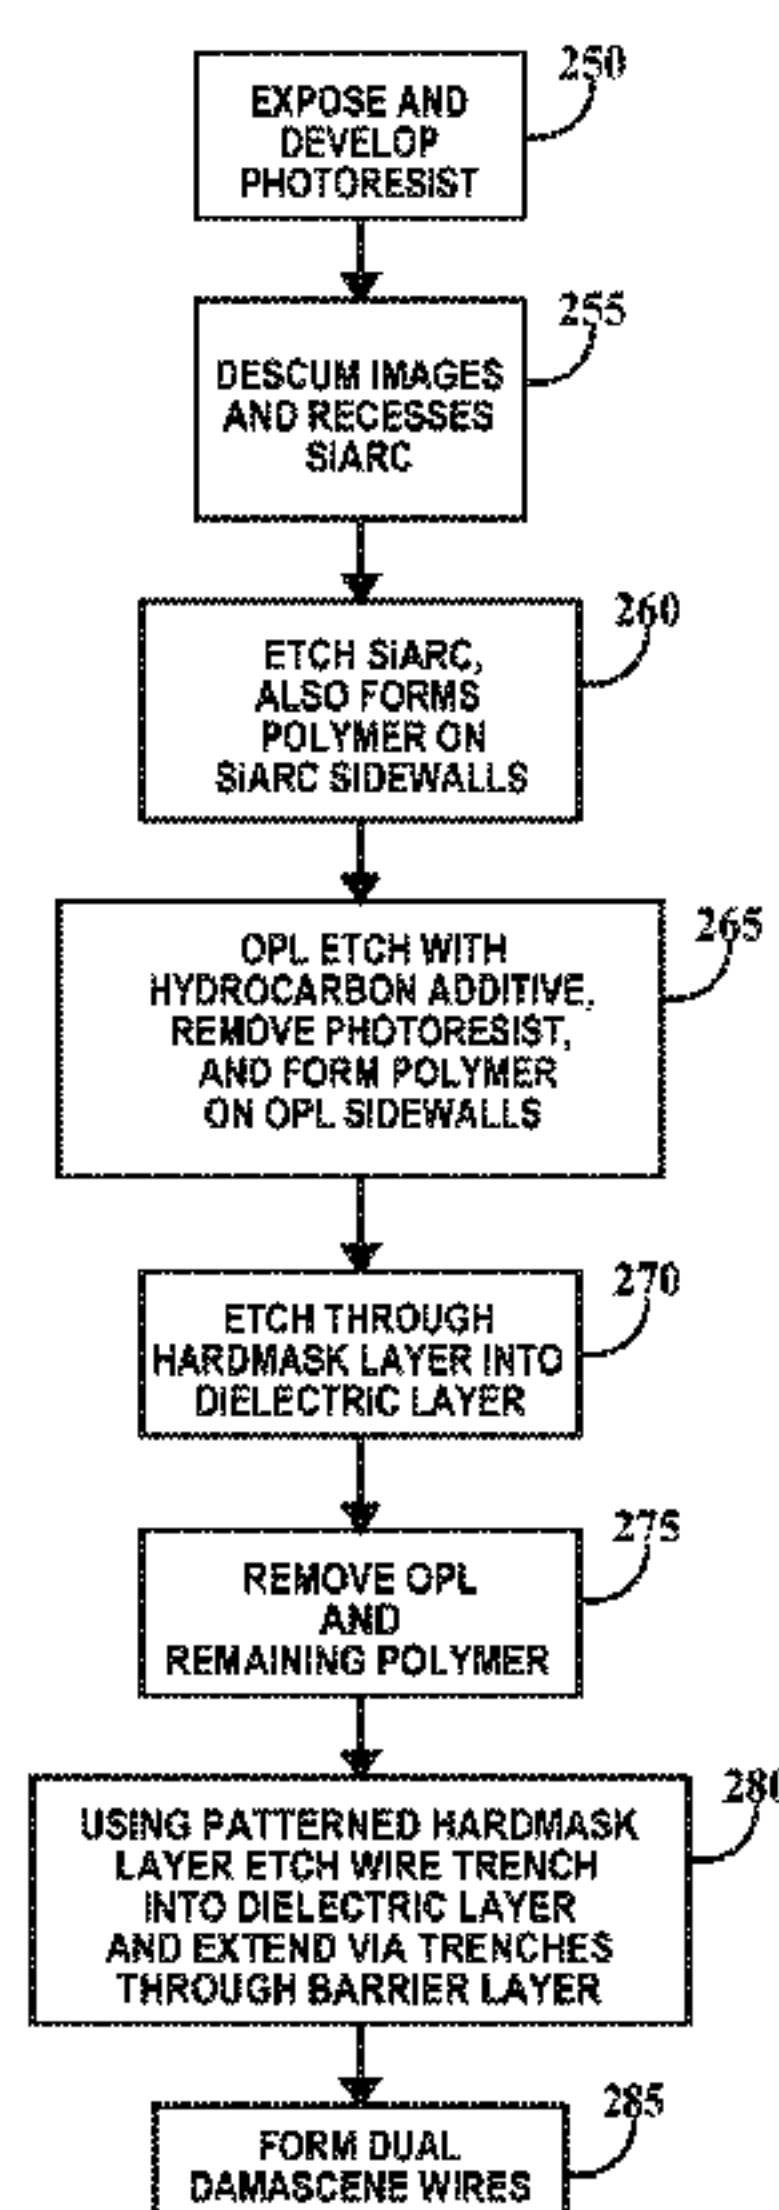 250
EXPOSE AND
DEVELOP
PHOTORESIST
255
DESCUM IMAGES
AND RECESSES
SiARC
260
ETCH SiARC,
ALSO FORMS
POLYMER ON
SiARC SIDEWALLS
265
OPL ETCH WITH
HYDROCARBON ADDITIVE,
REMOVE PHOTORESIST,
AND FORM POLYMER
ON OPL SIDEWALLS
270
ETCH THROUGH
HARDMASK LAYER INTO
DIELECTRIC LAYER
275
REMOVE OPL
AND
REMAINING POLYMER
280
USING PATTERNED HARDMASK
LAYER ETCH WIRE TRENCH
INTO DIELECTRIC LAYER
AND EXTEND VIA TRENCHES
THROUGH BARRIER LAYER
285
FORM DUAL
DAMASCENE WIRES